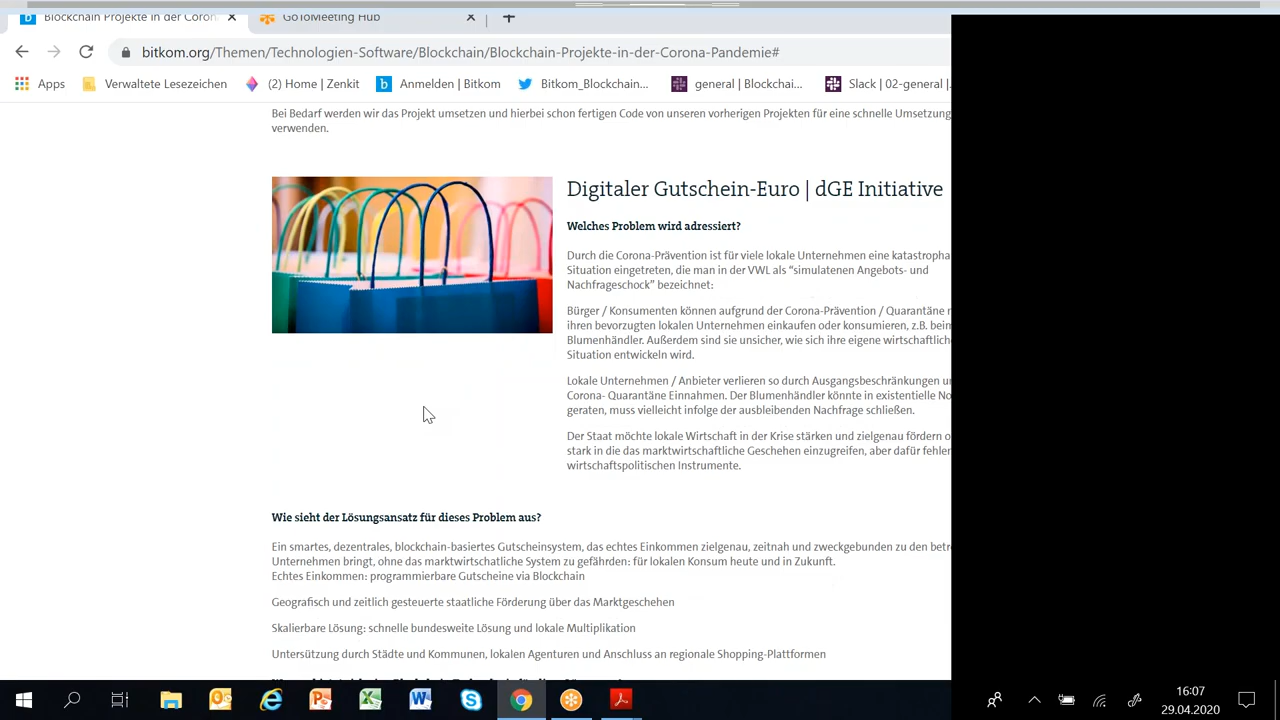 Blockchain Projekte in der Coron
GoToMeeting Hub
bitkom.org/Themen/Technologien-Software/Blockchain/Blockchain-Projekte-in-der-Corona-Pandemie#
Apps
Verwaltete Lesezeichen
(2) Home | Zenkit
Anmelden | Bitkom
Bitkom_Blockchain...
general | Blockchai...
Slack | 02-general |
Bei Bedarf werden wir das Projekt umsetzen und hierbei schon fertigen Code von unseren vorherigen Projekten für eine schnelle Umsetzung
verwenden.
Digitaler Gutschein-Euro | dGE Initiative
Welches Problem wird adressiert?
Durch die Corona-Prävention ist für viele lokale Unternehmen eine katastropha
Situation eingetreten, die man in der VWL als “simulatenen Angebots- und
Nachfrageschock” bezeichnet:
Bürger / Konsumenten können aufgrund der Corona-Prävention / Quarantäne
ihren bevorzugten lokalen Unternehmen einkaufen oder konsumieren, z.B. beim
Blumenhändler. Außerdem sind sie unsicher, wie sich ihre eigene wirtschaftlich
Situation entwickeln wird.
Lokale Unternehmen / Anbieter verlieren so durch Ausgangsbeschränkungen
Corona- Quarantäne Einnahmen. Der Blumenhändler könnte in existentielle No
geraten, muss vielleicht infolge der ausbleibenden Nachfrage schließen.
Der Staat möchte lokale Wirtschaft in der Krise stärken und zielgenau fördern o
stark in die das marktwirtschaftliche Geschehen einzugreifen, aber dafür fehlen
wirtschaftspolitischen Instrumente.
Wie sieht der Lösungsansatz für dieses Problem aus?
Ein smartes, dezentrales, blockchain-basiertes Gutscheinsystem, das echtes Einkommen zielgenau, zeitnah und zweckgebunden zu den betr
Unternehmen bringt, ohne das marktwirtschatliche System zu gefährden: für lokalen Konsum heute und in Zukunft.
Echtes Einkommen: programmierbare Gutscheine via Blockchain
Geografisch und zeitlich gesteuerte staatliche Förderung über das Marktgeschehen
Skalierbare Lösung: schnelle bundesweite Lösung und lokale Multiplikation
Untersützung durch Städte und Kommunen, lokalen Agenturen und Anschluss an regionale Shopping-Plattformen
16:07
29.04.2020